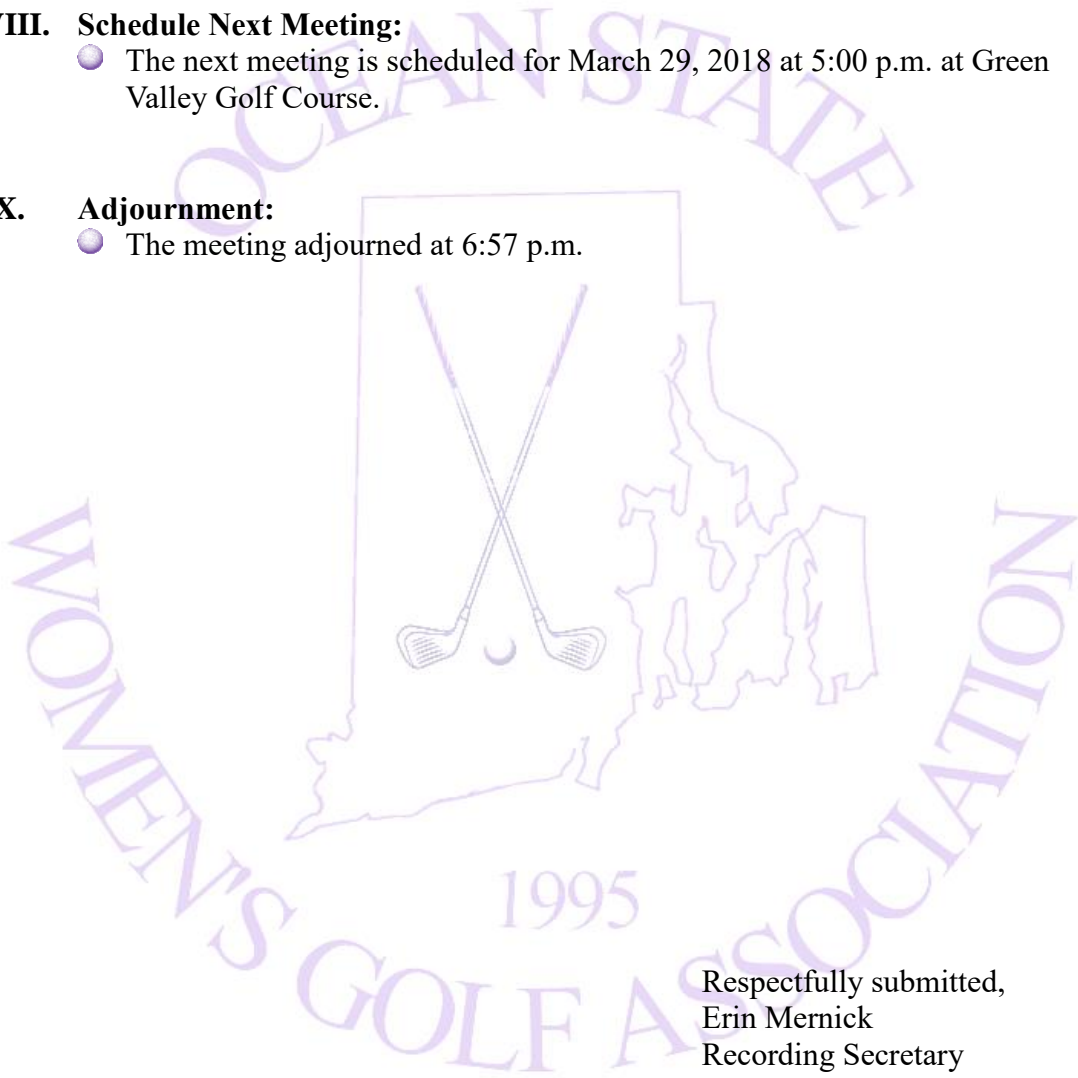 VIII. Schedule Next Meeting:
The next meeting is scheduled for March 29, 2018 at 5:00 p.m. at Green
Valley Golf Course.
X. Adjournment:
The meeting adjourned at 6:57 p.m.
OCEAN STATE
WOMEN'S GOLF ASSOCIATION
1995
Respectfully submitted,
Erin Mernick
Recording Secretary